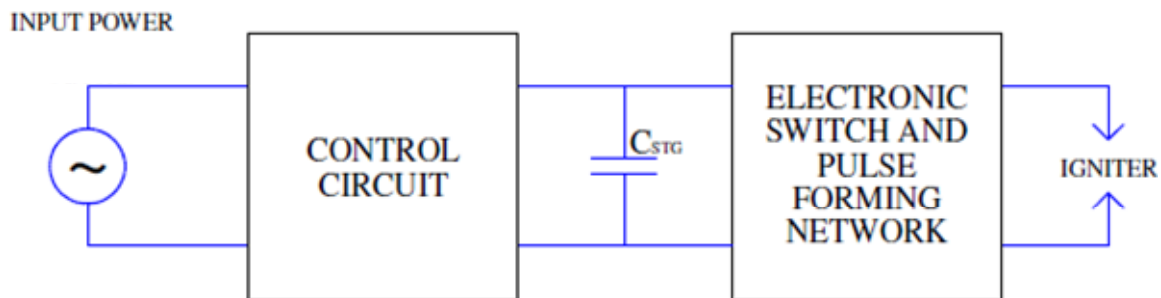 INPUT POWER
~
CONTROL
CIRCUIT
CSTG
ELECTRONIC
SWITCH AND
PULSE
FORMING
NETWORK
IGNITER